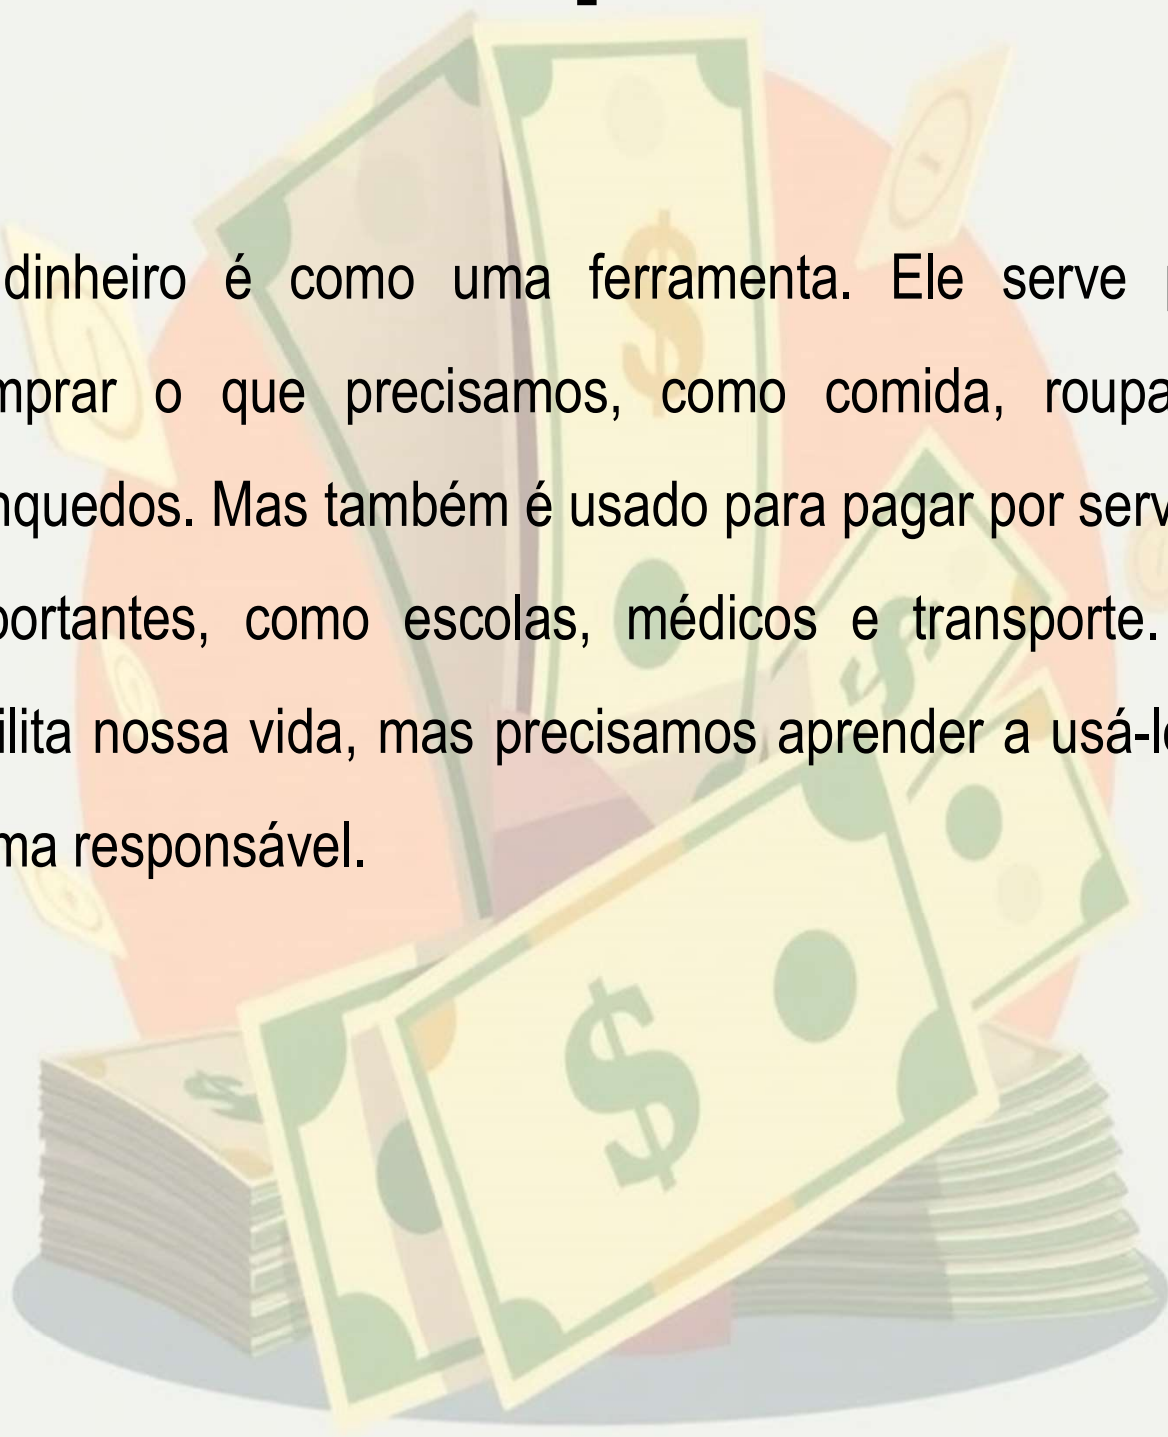 dinheiro é como uma ferramenta. Ele serve
mprar o que precisamos, como comida, roupa
nquedos. Mas também é usado para pagar por serv
portantes, como escolas, médicos e transporte.
ilita nossa vida, mas precisamos aprender a usá-l
ma responsável.